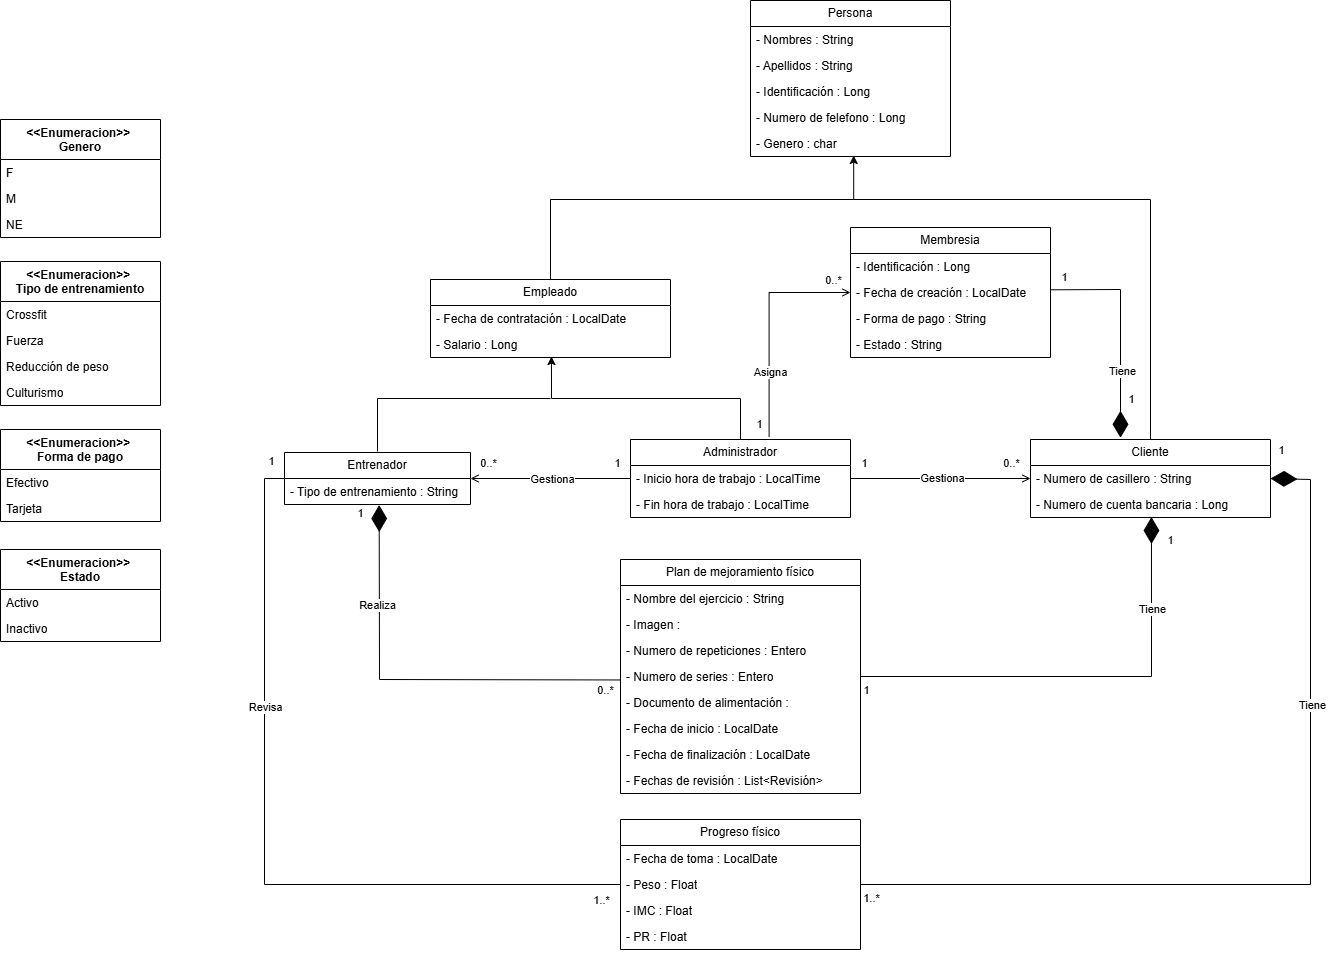 Persona
- Nombres : String
- Apellidos : String
- Identificación : Long
- Numero de felefono : Long
- Genero : char
<<Enumeracion>>
Genero
F
M
NE
<<Enumeracion>>
Tipo de entrenamiento
Crossfit
Fuerza
Reducción de peso
Culturismo
<<Enumeracion>>
Forma de pago
Efectivo
Tarjeta
<<Enumeracion>>
Estado
Activo
Inactivo
Membresia
- Identificación : Long
- Fecha de creación : LocalDate
- Forma de pago : String
- Estado : String
Empleado
- Fecha de contratación : LocalDate
- Salario : Long
0..*
Asigna
1
1
Tiene
1
Entrenador
- Tipo de entrenamiento : String
1
0..*
Gestiona
1
Administrador
- Inicio hora de trabajo : LocalTime
- Fin hora de trabajo : LocalTime
1
Gestiona
0..*
Cliente
- Numero de casillero : String
- Numero de cuenta bancaria : Long
1
1
Realiza
0..*
Plan de mejoramiento físico
- Nombre del ejercicio : String
- Imagen :
- Numero de repeticiones : Entero
- Numero de series : Entero
- Documento de alimentación :
- Fecha de inicio : LocalDate
- Fecha de finalización : LocalDate
- Fechas de revisión : List<Revisión>
1
Tiene
1
Revisa
1..*
Progreso físico
- Fecha de toma : LocalDate
- Peso : Float
- IMC : Float
- PR : Float
Tiene
1..*